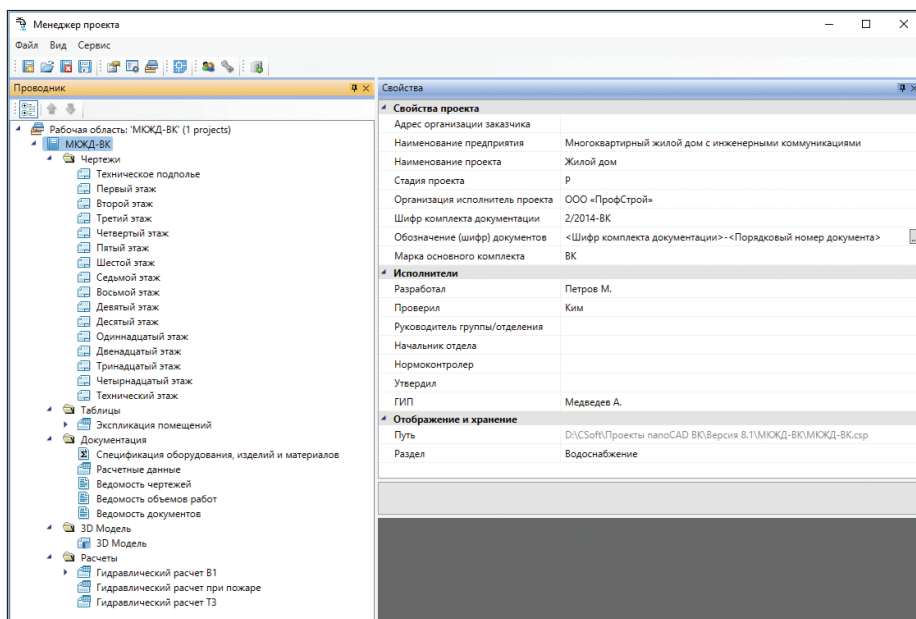 Менеджер проекта
Файл Вид Сервис
Проводник
Рабочая область: 'МКЖД-ВК' (1 projects)
МКЖД-ВК
Чертежи
Техническое подполье
Первый этаж
Второй этаж
Третий этаж
Четвертый этаж
Пятый этаж
Шестой этаж
Седьмой этаж
Восьмой этаж
Девятый этаж
Десятый этаж
Одиннадцатый этаж
Двенадцатый этаж
Тринадцатый этаж
Четырнадцатый этаж
Технический этаж
Таблицы
Экспликация помещений
Документация
Спецификация оборудования, изделий и материалов
Расчетные данные
Ведомость чертежей
Ведомость объемов работ
Ведомость документов
3D Модель
3D Модель
Расчеты
Гидравлический расчет В1
Гидравлический расчет при пожаре
Гидравлический расчет Т3
Свойства
Свойства проекта
Адрес организации заказчика
Наименование предприятия Многоквартирный жилой дом с инженерными коммуникациями
Наименование проекта Жилой дом
Стадия проекта Р
Организация исполнитель проекта ООО «ПрофСтрой»
Шифр комплекта документации 2/2014-ВК
Обозначение (шифр) документов <Шифр комплекта документации>-<Порядковый номер документа> ...
Марка основного комплекта ВК
Исполнители
Разработал Петров М.
Проверил Ким
Руководитель группы/отделения
Начальник отдела
Нормоконтролер
Утвердил
ГИП Медведев А.
Отображение и хранение
Путь D:\CSoft\Проекты nanoCAD ВК\Версия 8.1\МКЖД-ВК\МКЖД-ВК.csp
Раздел Водоснабжение